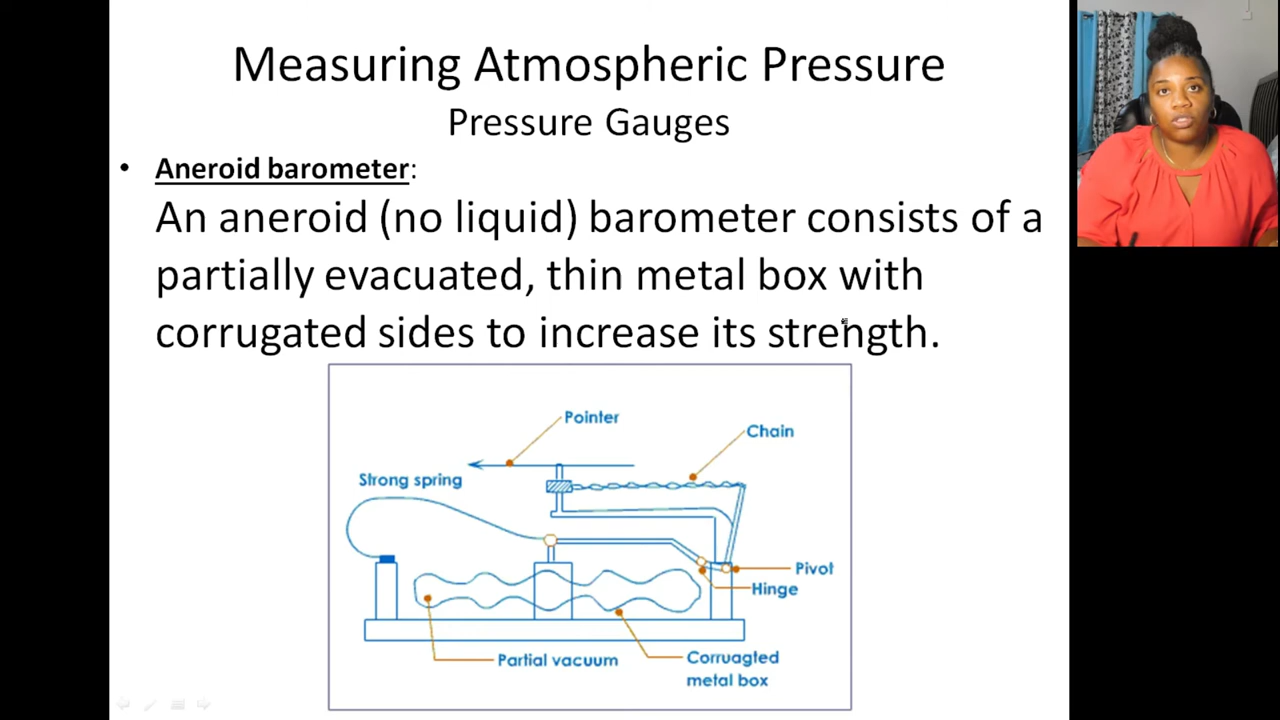 Measuring Atmospheric Pressure
Pressure Gauges
• Aneroid barometer:
An aneroid (no liquid) barometer consists of a
partially evacuated, thin metal box with
corrugated sides to increase its strength.
Pointer
Chain
Strong spring
Pivot
Hinge
Partial vacuum
Corruagted
metal box